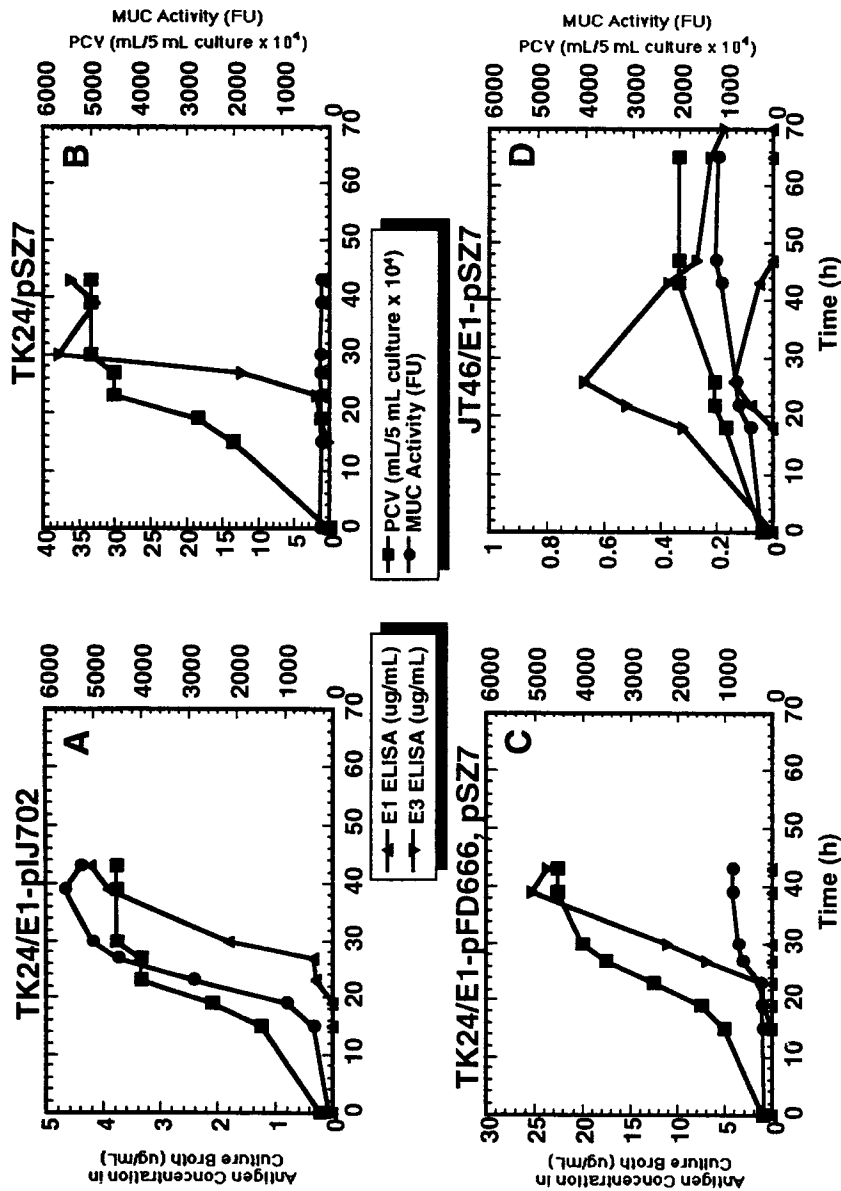 TK24/E1-pIJ702
A
Antigen Concentration in
Culture Broth (ug/mL)
5
4
3
2
1
0
6000
5000
4000
3000
2000
1000
0
0 10 20 30 40 50 60 70
TK24/pSZ7
B
40
35
30
25
20
15
10
5
0
6000
5000
4000
3000
2000
1000
0
MUC Activity (FU)
PCV (mL/5 mL culture x 10⁴)
0 10 20 30 40 50 60 70
E1 ELISA (ug/mL)
E3 ELISA (ug/mL)
PCV (mL/5 mL culture x 10⁴)
MUC Activity (FU)
TK24/E1-pFD666, pSZ7
C
Antigen Concentration in
Culture Broth (ug/mL)
30
25
20
15
10
5
0
6000
5000
4000
3000
2000
1000
0
0 10 20 30 40 50 60 70
Time (h)
JT46/E1-pSZ7
D
1
0.8
0.6
0.4
0.2
0
6000
5000
4000
3000
2000
1000
0
MUC Activity (FU)
PCV (mL/5 mL culture x 10⁴)
0 10 20 30 40 50 60 70
Time (h)